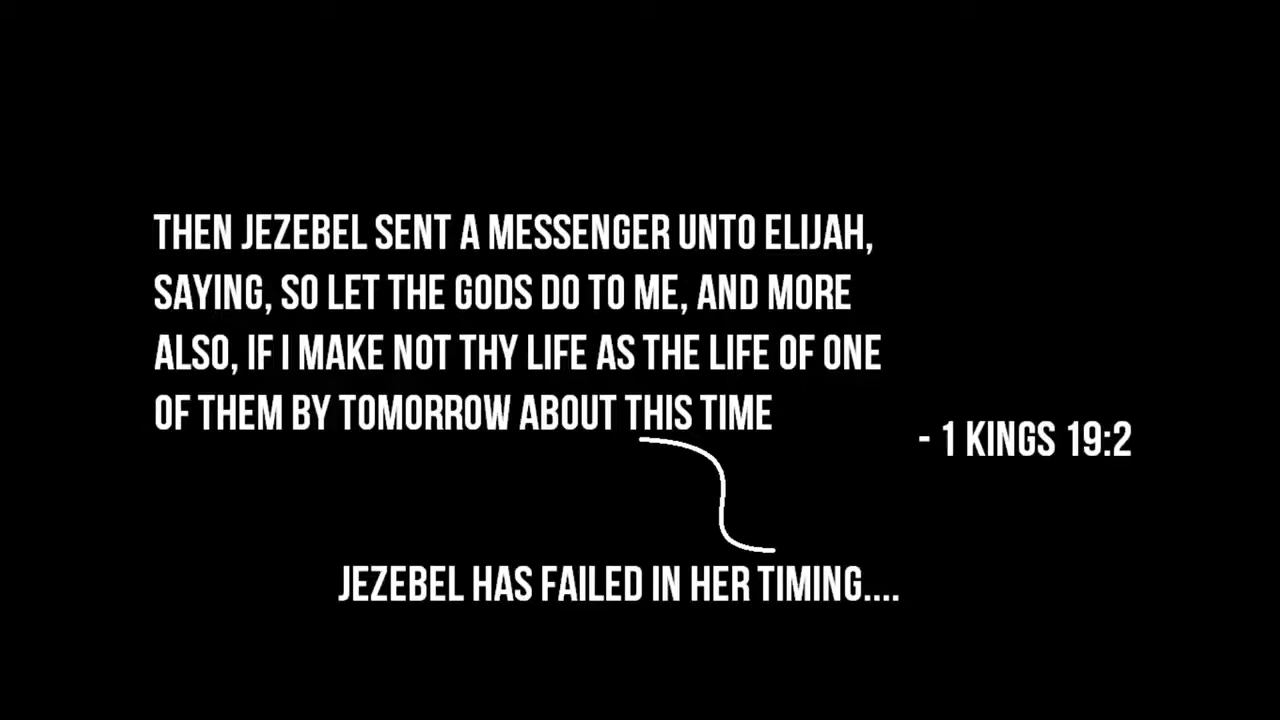 THEN JEZEBEL SENT A MESSENGER UNTO ELIJAH,
SAYING, SO LET THE GODS DO TO ME, AND MORE
ALSO, IF I MAKE NOT THY LIFE AS THE LIFE OF ONE
OF THEM BY TOMORROW ABOUT THIS TIME
- 1 KINGS 19:2
JEZEBEL HAS FAILED IN HER TIMING....